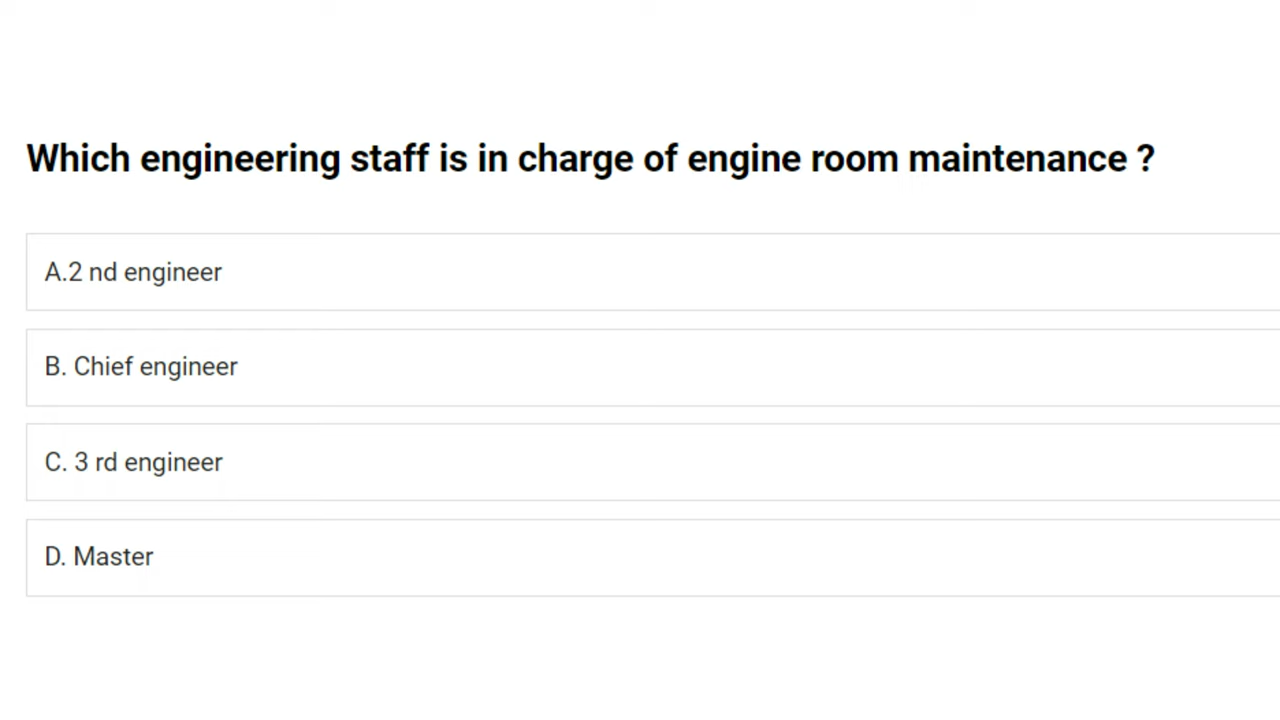 Which engineering staff is in charge of engine room maintenance ?
A.2 nd engineer
B. Chief engineer
C. 3 rd engineer
D. Master